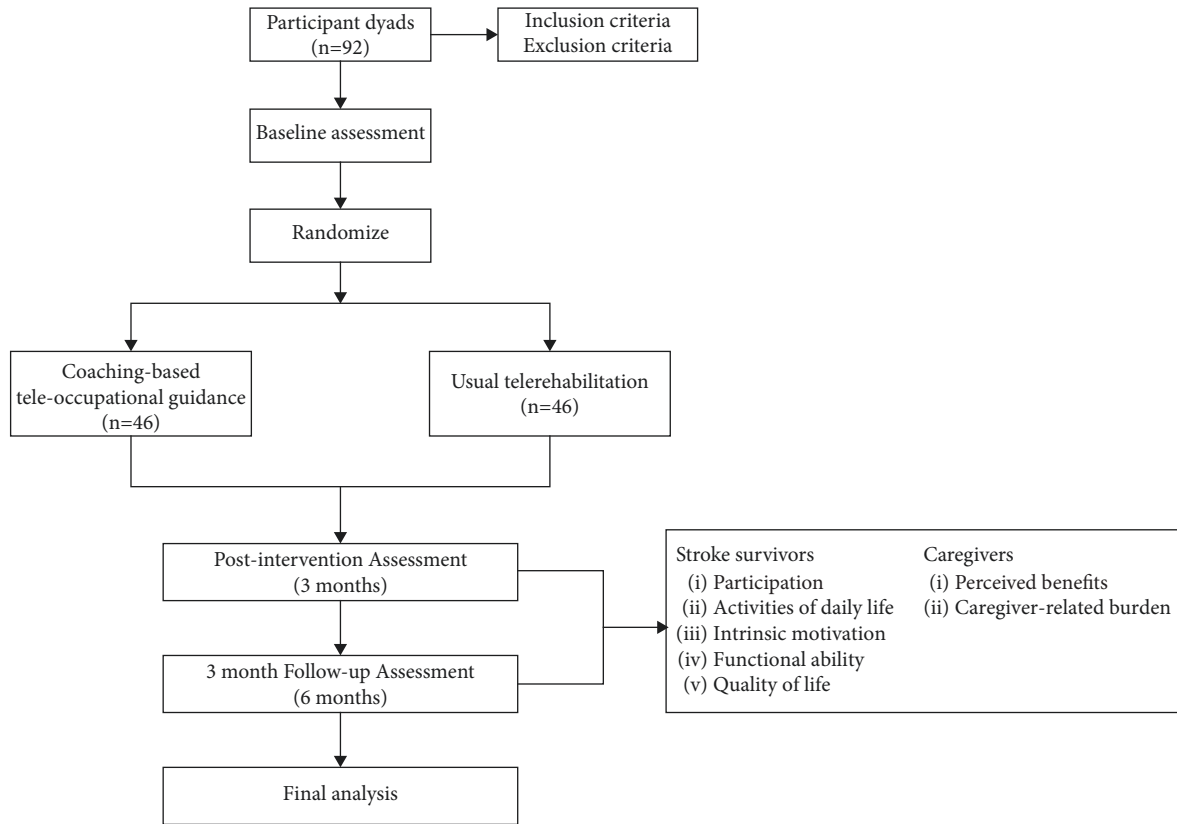 Participant dyads
(n=92)
Inclusion criteria
Exclusion criteria
Baseline assessment
Randomize
Coaching-based
tele-occupational guidance
(n=46)
Usual telerehabilitation
(n=46)
Post-intervention Assessment
(3 months)
3 month Follow-up Assessment
(6 months)
Stroke survivors
(i) Participation
(ii) Activities of daily life
(iii) Intrinsic motivation
(iv) Functional ability
(v) Quality of life
Caregivers
(i) Perceived benefits
(ii) Caregiver-related burden
Final analysis